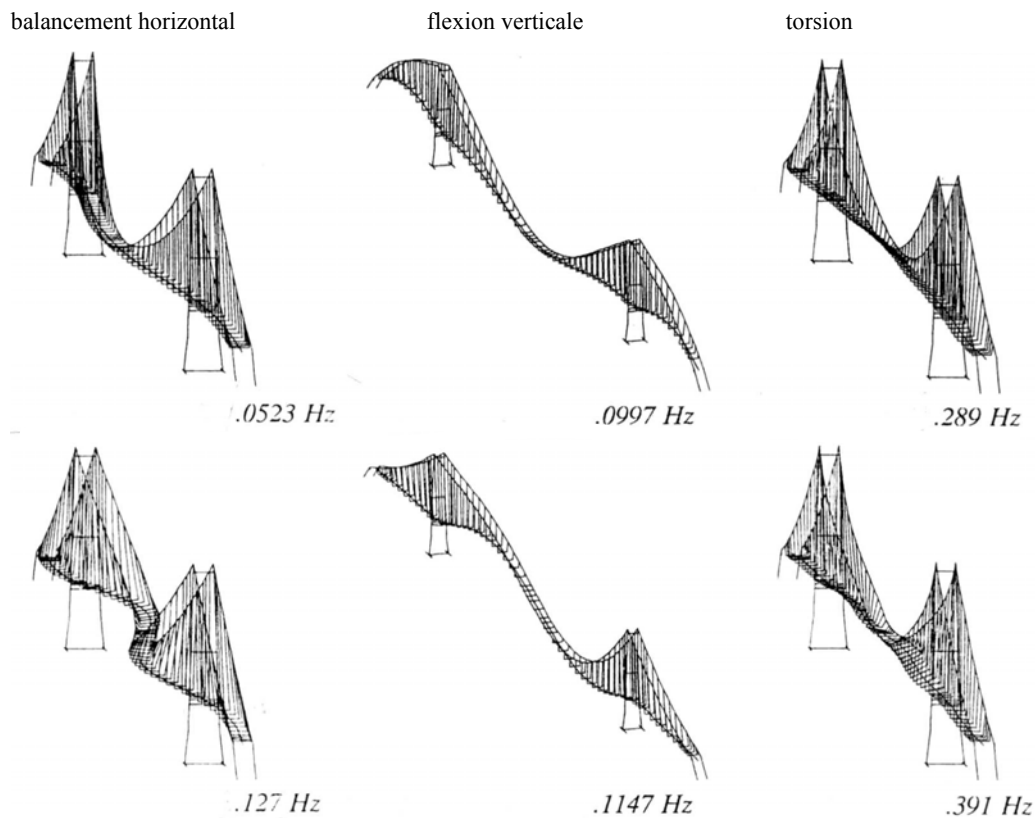 balancement horizontal flexion verticale torsion
.0523 Hz .0997 Hz .289 Hz
.127 Hz .1147 Hz .391 Hz